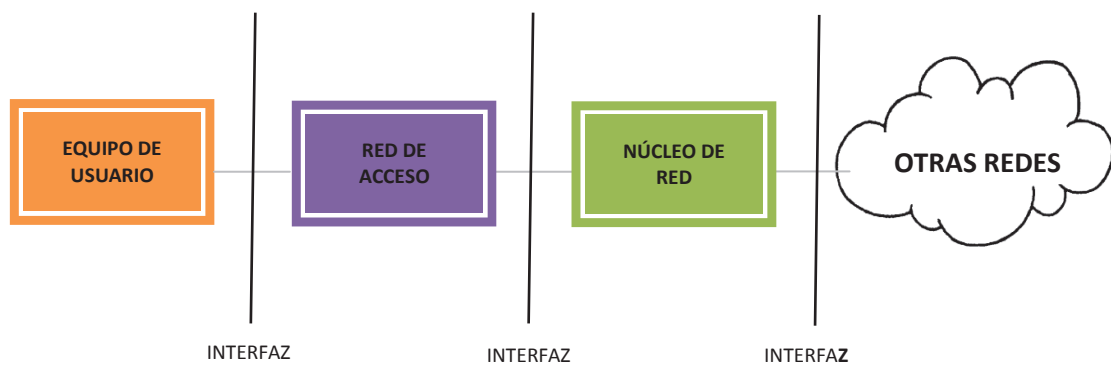 EQUIPO DE
USUARIO
RED DE
ACCESO
NÚCLEO DE
RED
OTRAS REDES
INTERFAZ
INTERFAZ
INTERFAZ